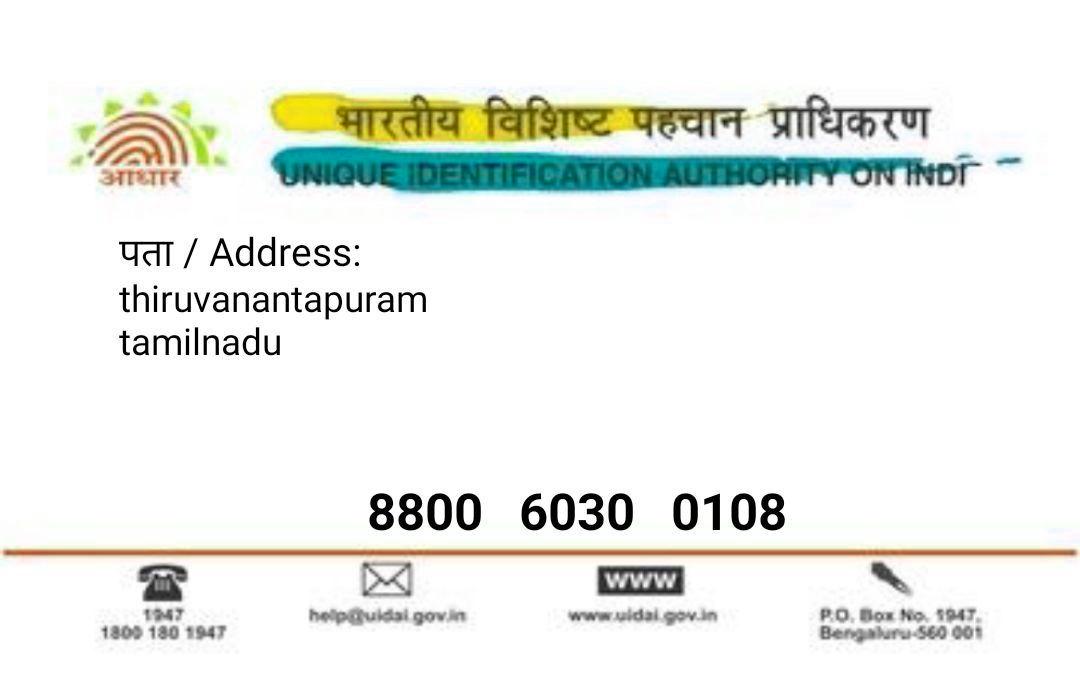 आधार
भारतीय विशिष्ट पहचान प्राधिकरण
UNIQUE IDENTIFICATION AUTHORITY ON INDI
पता / Address:
thiruvanantapuram
tamilnadu
8800 6030 0108
1947
1800 180 1947
help@uidai.gov.in
www
www.uidai.gov.in
P.O. Box No. 1947,
Bengaluru-560 001